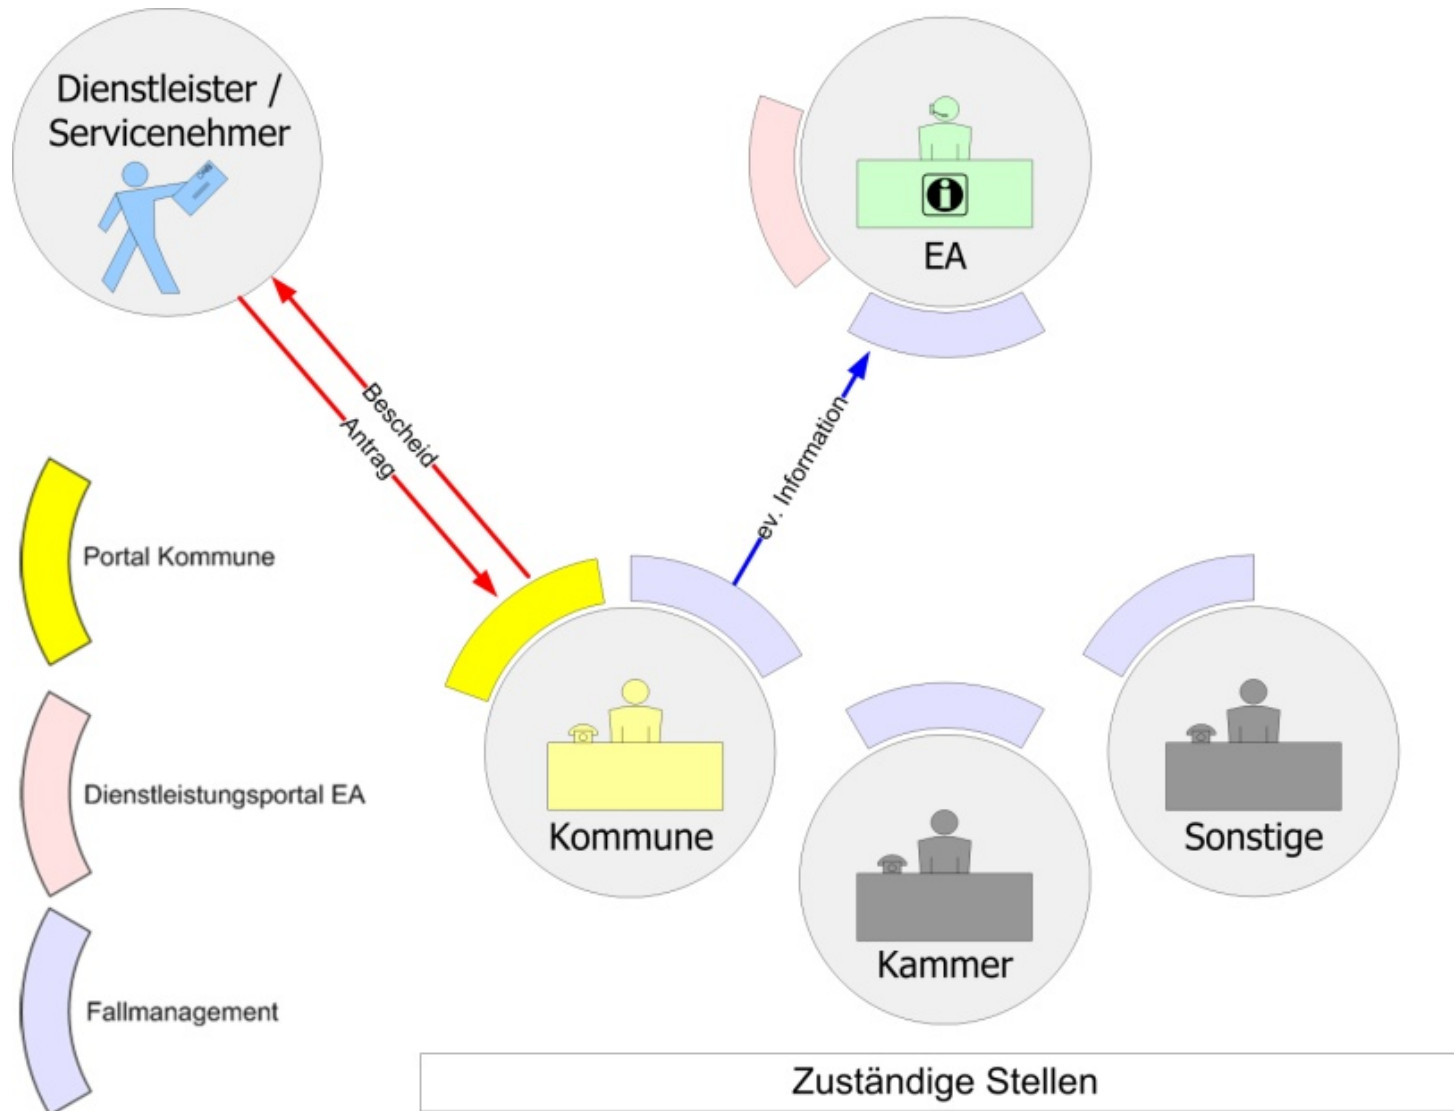 Dienstleister /
Servicenehmer
EA
Bescheid
Antrag
ev. Information
Portal Kommune
Dienstleistungsportal EA
Fallmanagement
Kommune
Kammer
Sonstige
Zuständige Stellen